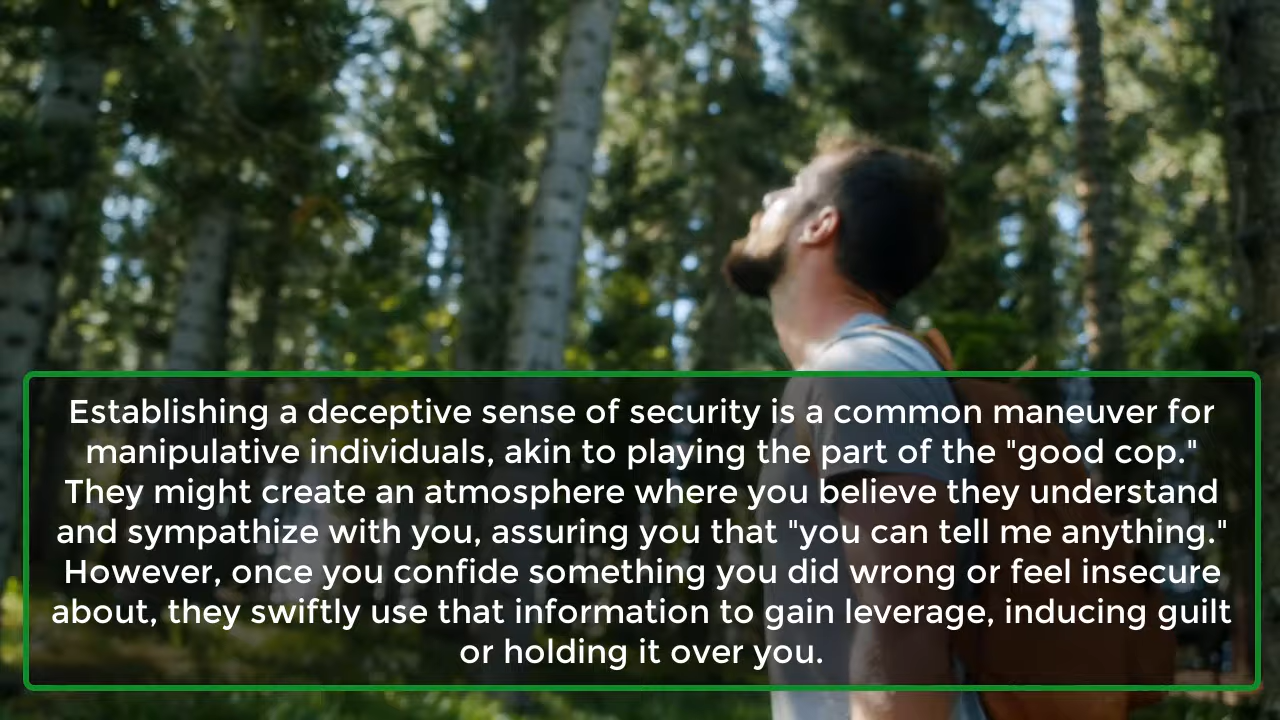 Establishing a deceptive sense of security is a common maneuver for
manipulative individuals, akin to playing the part of the "good cop."
They might create an atmosphere where you believe they understand
and sympathize with you, assuring you that "you can tell me anything."
However, once you confide something you did wrong or feel insecure
about, they swiftly use that information to gain leverage, inducing guilt
or holding it over you.